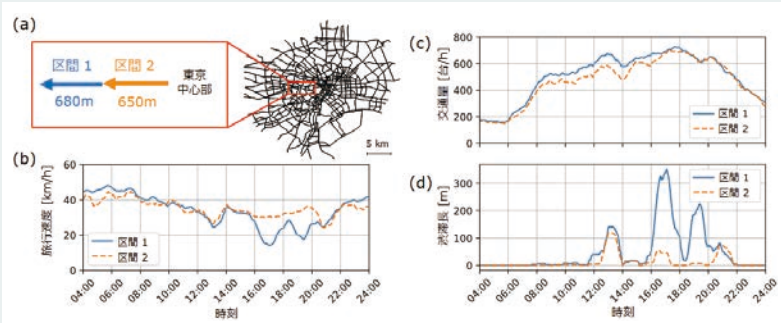 (a)
区間 1
区間 2
東京
中心部
680m
650m
5 km
(b)
旅行速度 [km/h]
60
40
20
0
区間 1
区間 2
04:00
06:00
08:00
10:00
12:00
14:00
16:00
18:00
20:00
22:00
24:00
時刻
(c)
交通量 [台/h]
800
600
400
200
0
区間 1
区間 2
(d)
渋滞長 [m]
300
200
100
0
区間 1
区間 2
04:00
06:00
08:00
10:00
12:00
14:00
16:00
18:00
20:00
22:00
24:00
時刻